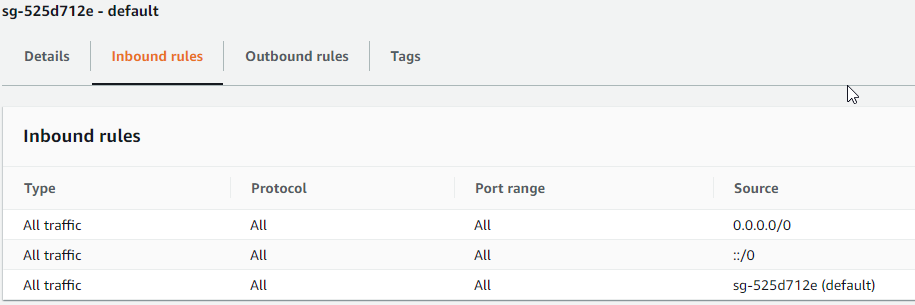 sg-525d712e - default
Details Inbound rules Outbound rules Tags
Inbound rules
Type Protocol Port range Source
All traffic All All 0.0.0.0/0
All traffic All All ::/0
All traffic All All sg-525d712e (default)